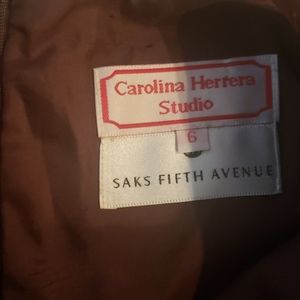 Carolina Herrera
Studio
6
SAKS FIFTH AVENUE